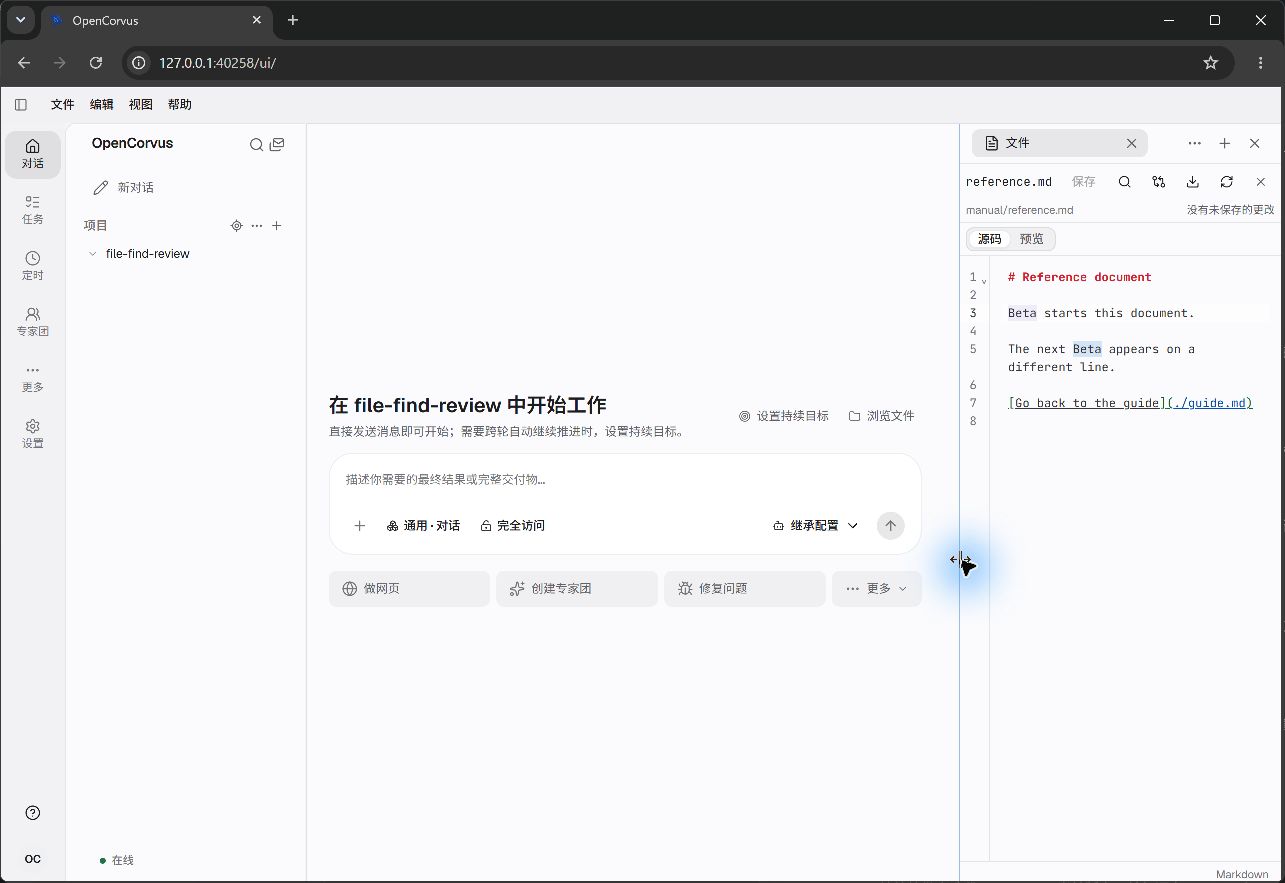 OpenCorvus
127.0.0.1:40258/ui/
文件 编辑 视图 帮助
对话
任务
定时
专家团
更多
设置
OC
OpenCorvus
新对话
项目
file-find-review
在线
在 file-find-review 中开始工作
直接发送消息即可开始；需要跨轮自动继续推进时，设置持续目标。
设置持续目标 浏览文件
描述你需要的最终结果或完整交付物...
通用 · 对话 完全访问 继承配置
做网页 创建专家团 修复问题 更多
文件
reference.md 保存
manual/reference.md 没有未保存的更改
源码 预览
1 # Reference document
2
3 Beta starts this document.
4
5 The next Beta appears on a
different line.
6
7 [Go back to the guide](./guide.md)
8
Markdown